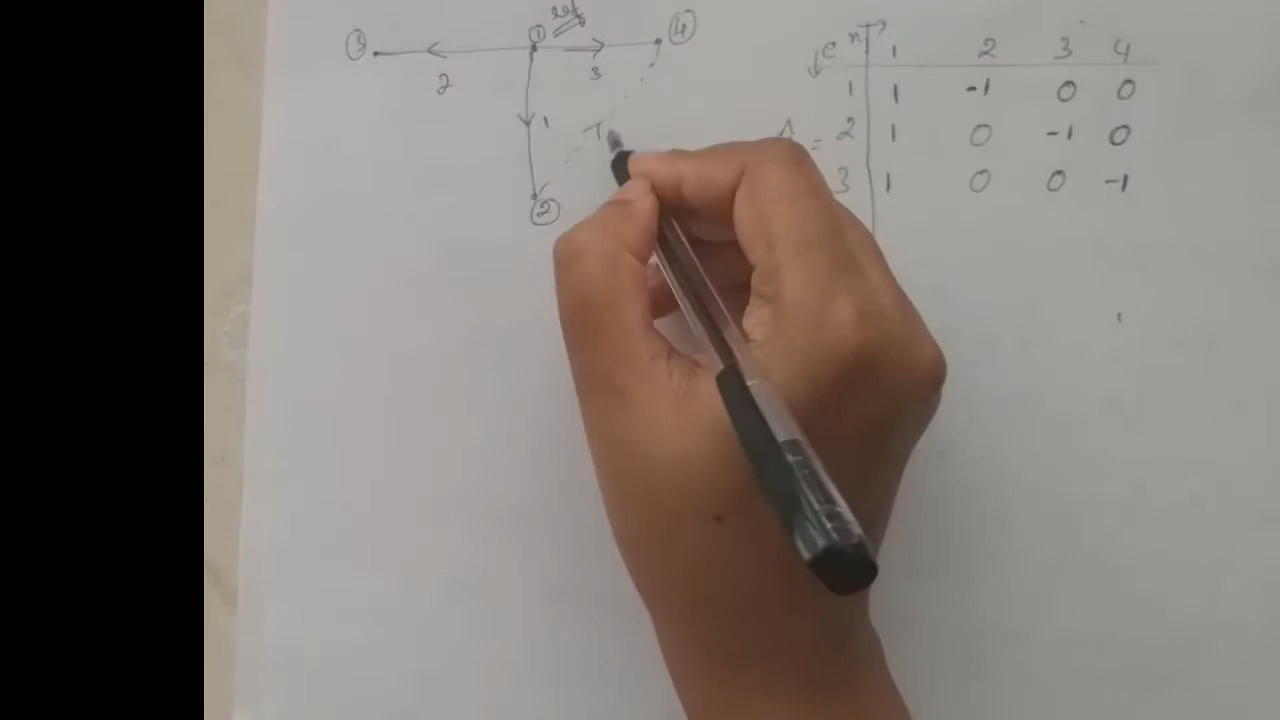 ref
3 1 4
2 3
1
2
e n 1 2 3 4
1 1 -1 0 0
A = 2 1 0 -1 0
3 1 0 0 -1